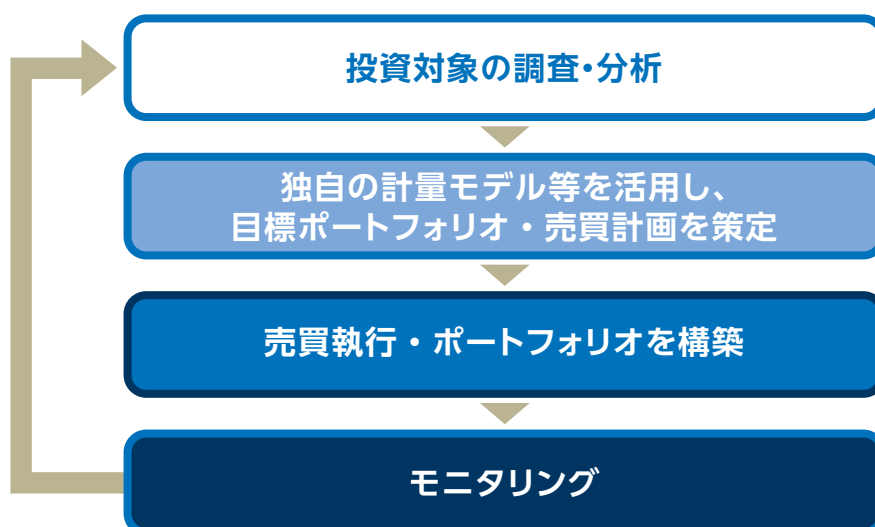 投資対象の調査・分析
独自の計量モデル等を活用し、
目標ポートフォリオ・売買計画を策定
売買執行・ポートフォリオを構築
モニタリング